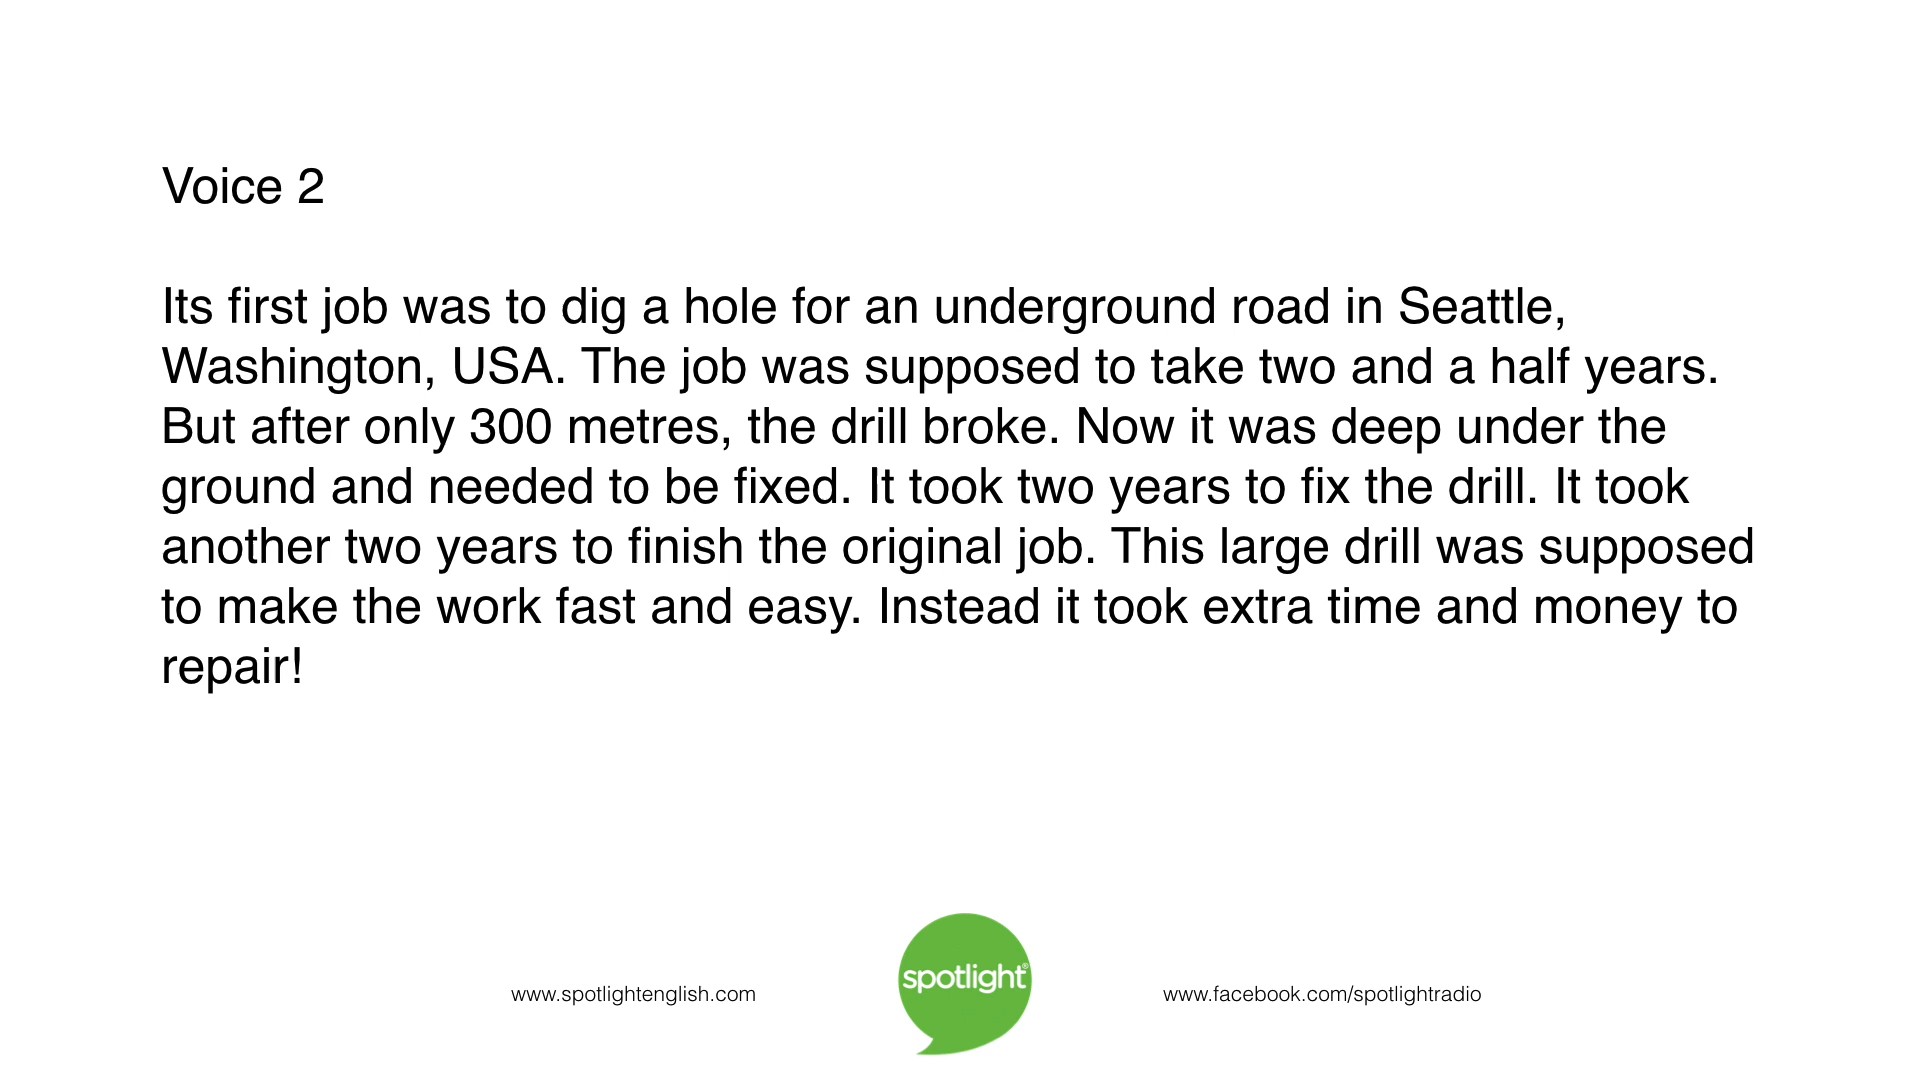 Voice 2
Its first job was to dig a hole for an underground road in Seattle,
Washington, USA. The job was supposed to take two and a half years.
But after only 300 metres, the drill broke. Now it was deep under the
ground and needed to be fixed. It took two years to fix the drill. It took
another two years to finish the original job. This large drill was supposed
to make the work fast and easy. Instead it took extra time and money to
repair!
spotlight®
www.spotlightenglish.com
www.facebook.com/spotlightradio